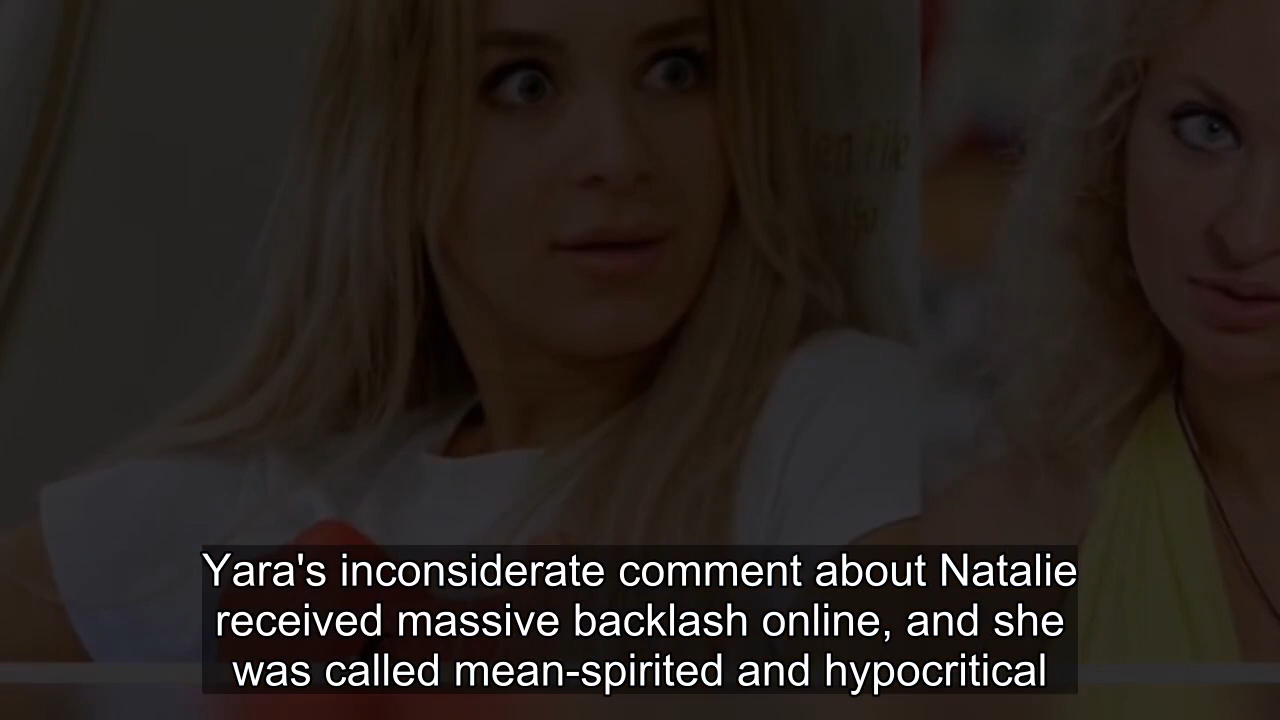 Yara's inconsiderate comment about Natalie
received massive backlash online, and she
was called mean-spirited and hypocritical